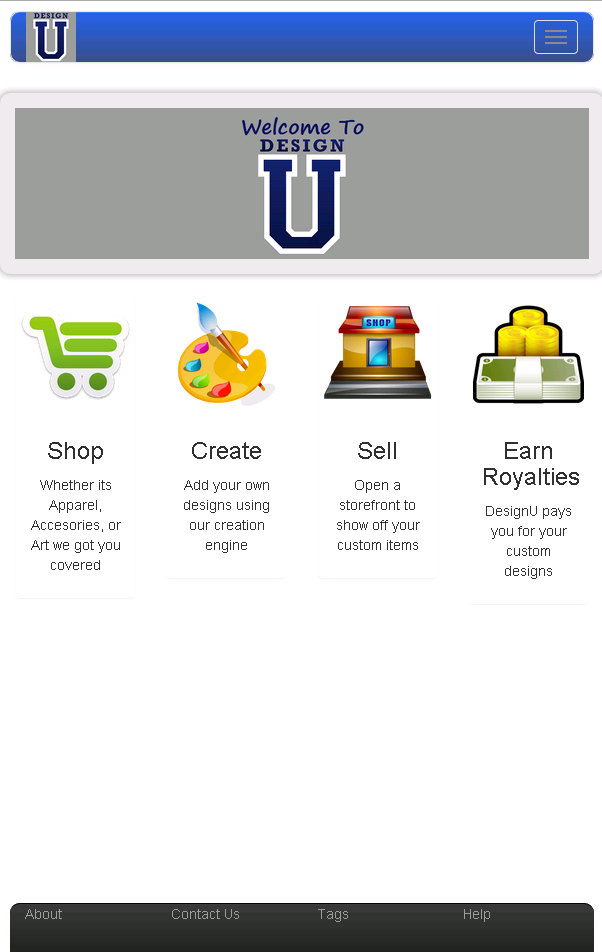 DESIGN
U
Welcome To
DESIGN
U
SHOP
Shop
Whether its
Apparel,
Accesories, or
Art we got you
covered
Create
Add your own
designs using
our creation
engine
Sell
Open a
storefront to
show off your
custom items
Earn
Royalties
DesignU pays
you for your
custom
designs
About
Contact Us
Tags
Help